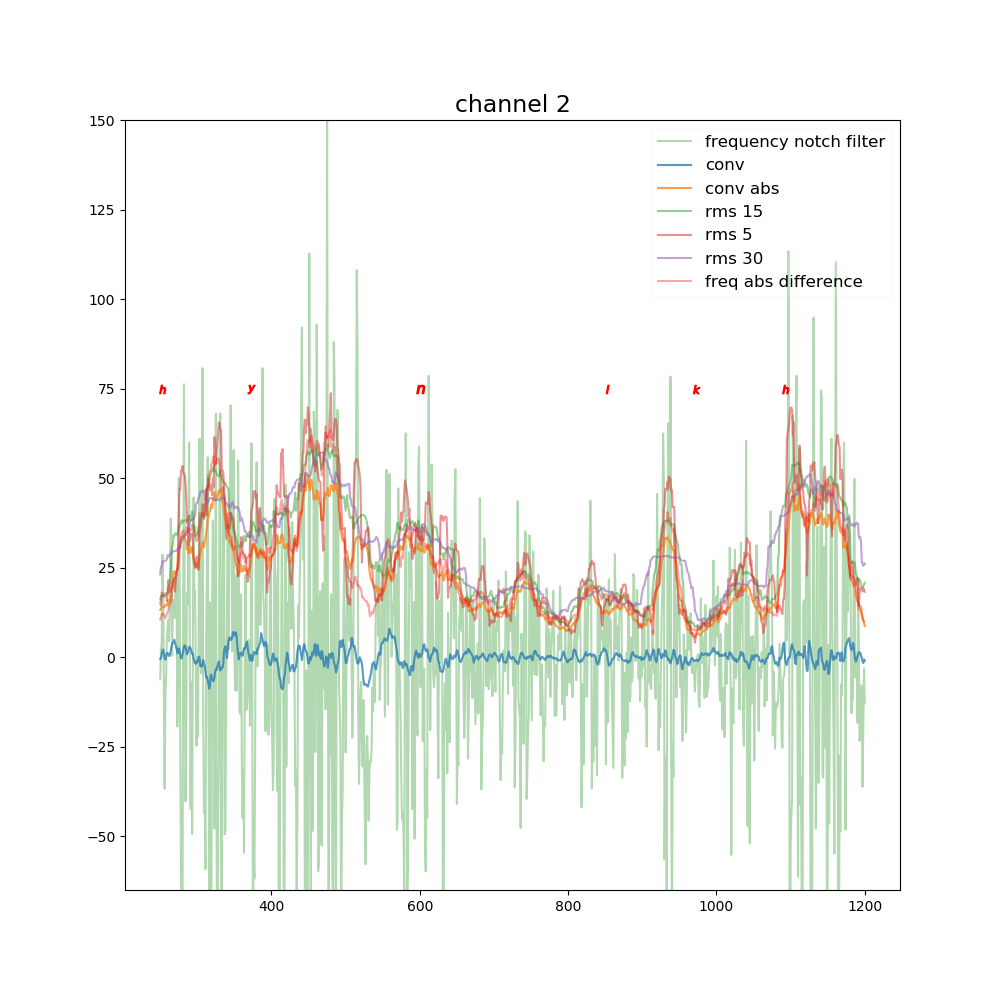 channel 2
150
125
100
75
50
25
0
−25
−50
frequency notch filter
conv
conv abs
rms 15
rms 5
rms 30
freq abs difference
h y n l k h
400 600 800 1000 1200